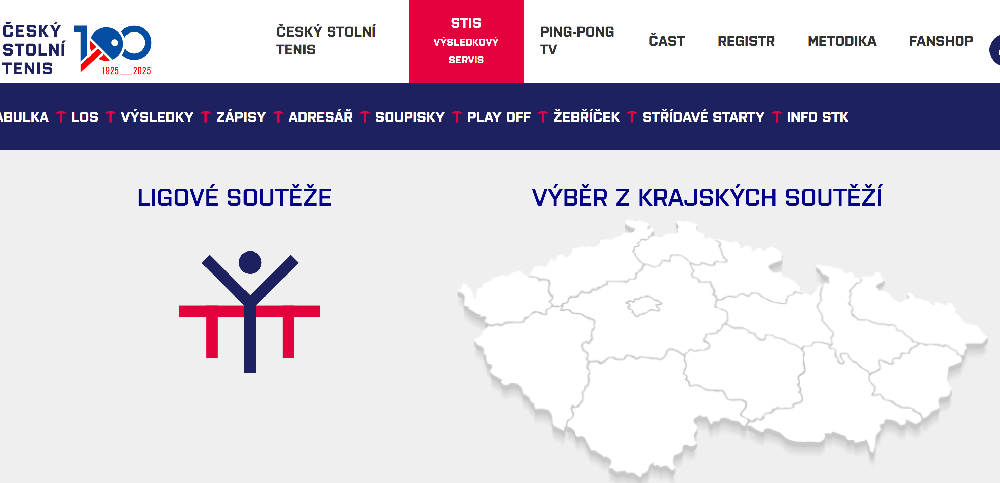 ČESKÝ
STOLNÍ
TENIS
100
1925 2025
ČESKÝ STOLNÍ
TENIS
STIS
VÝSLEDKOVÝ
SERVIS
PING-PONG
TV
ČAST
REGISTR
METODIKA
FANSHOP
ABULKA LOS VÝSLEDKY ZÁPISY ADRESÁŘ SOUPISKY PLAY OFF ŽEBŘÍČEK STŘÍDAVÉ STARTY INFO STK
LIGOVÉ SOUTĚŽE
VÝBĚR Z KRAJSKÝCH SOUTĚŽÍ